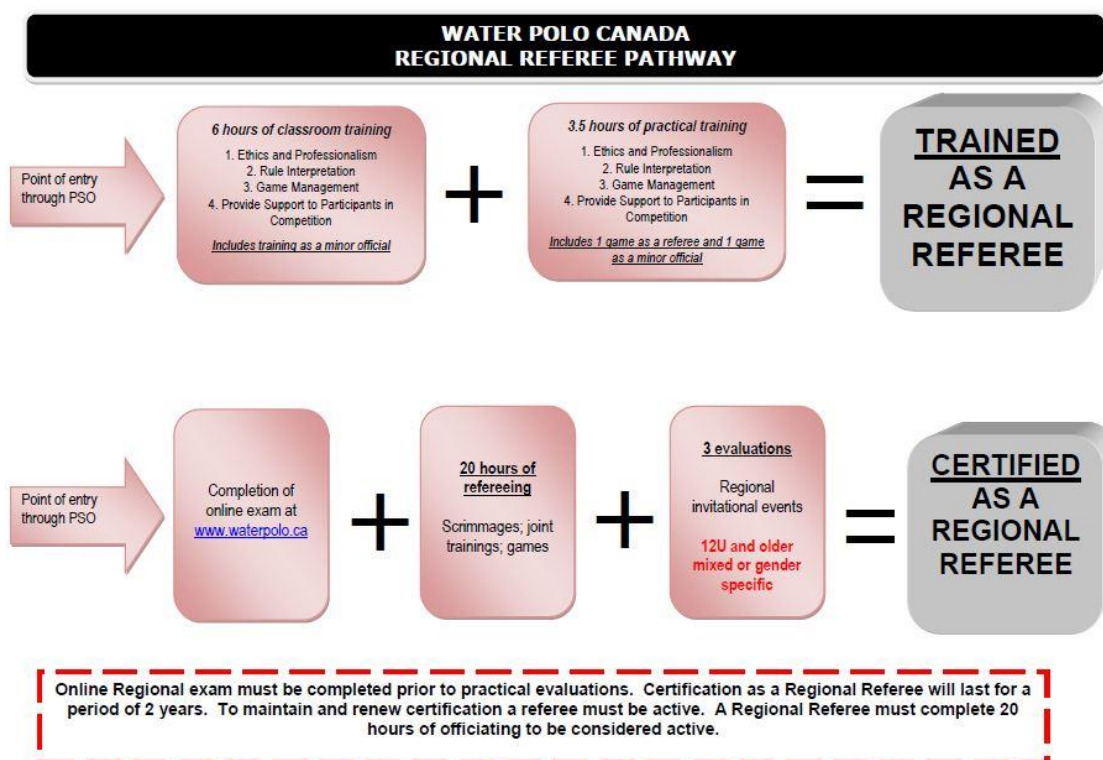 WATER POLO CANADA
REGIONAL REFEREE PATHWAY
Point of entry
through PSO
6 hours of classroom training
1. Ethics and Professionalism
2. Rule Interpretation
3. Game Management
4. Provide Support to Participants in
Competition
Includes training as a minor official
+
3.5 hours of practical training
1. Ethics and Professionalism
2. Rule Interpretation
3. Game Management
4. Provide Support to Participants in
Competition
Includes 1 game as a referee and 1 game
as a minor official
=
TRAINED
AS A
REGIONAL
REFEREE
Point of entry
through PSO
Completion of
online exam at
www.waterpolo.ca
+
20 hours of
refereeing
Scrimmages; joint
trainings; games
+
3 evaluations
Regional
invitational events
12U and older
mixed or gender
specific
=
CERTIFIED
AS A
REGIONAL
REFEREE
Online Regional exam must be completed prior to practical evaluations. Certification as a Regional Referee will last for a
period of 2 years. To maintain and renew certification a referee must be active. A Regional Referee must complete 20
hours of officiating to be considered active.